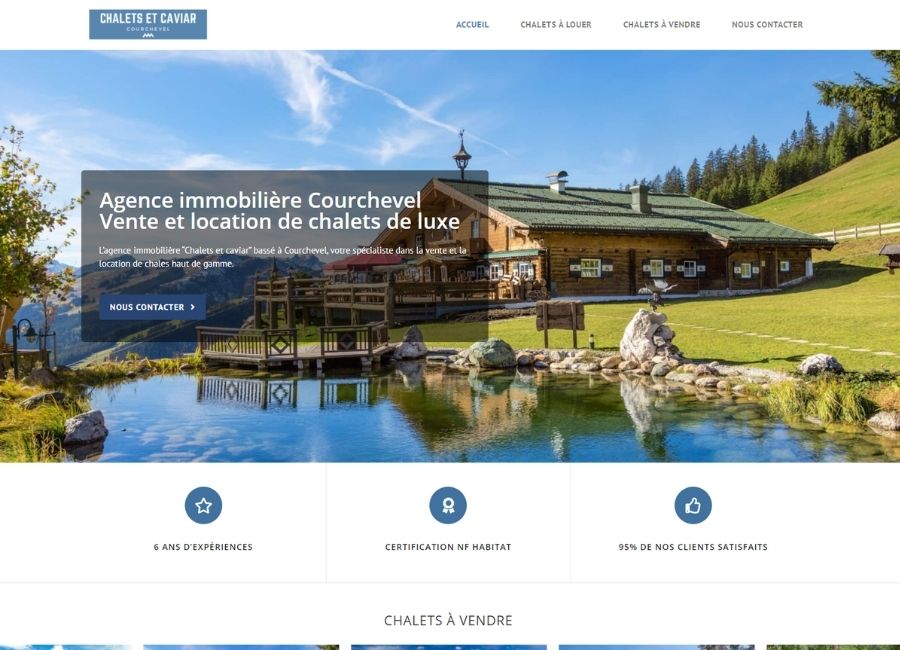 CHALETS ET CAVIAR
COURCHEVEL
ACCUEIL
CHALETS À LOUER
CHALETS À VENDRE
NOUS CONTACTER
Agence immobilière Courchevel
Vente et location de chalets de luxe
L'agence immobilière "Chalets et caviar" bassé à Courchevel, votre spécialiste dans la vente et la
location de chales haut de gamme.
NOUS CONTACTER
6 ANS D'EXPÉRIENCES
CERTIFICATION NF HABITAT
95% DE NOS CLIENTS SATISFAITS
CHALETS À VENDRE